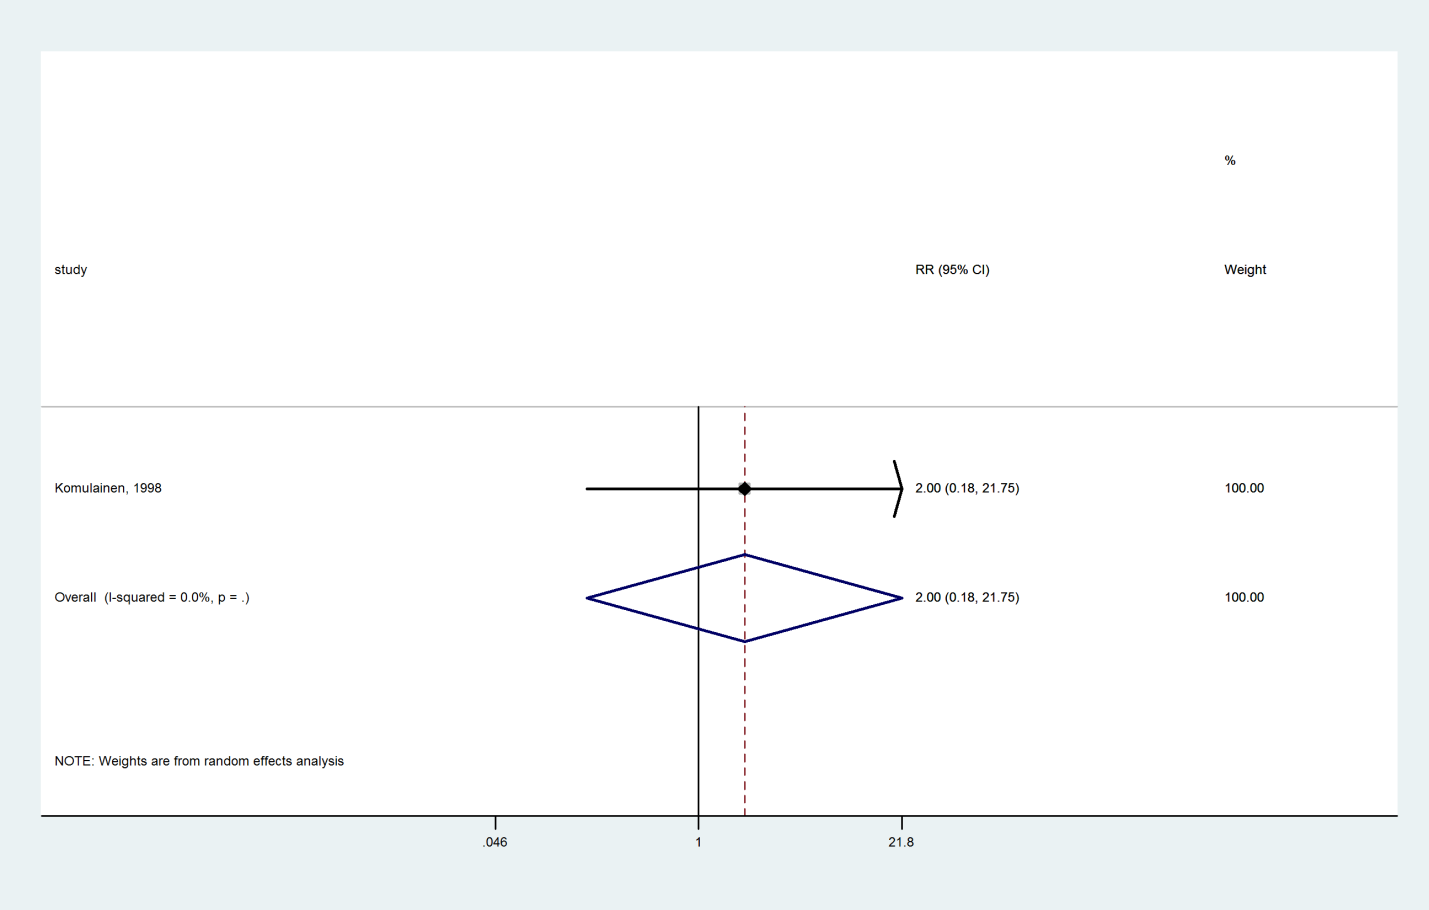 %
study RR (95% CI) Weight
Komulainen, 1998 2.00 (0.18, 21.75) 100.00
Overall (I-squared = 0.0%, p = .) 2.00 (0.18, 21.75) 100.00
NOTE: Weights are from random effects analysis
.046 1 21.8